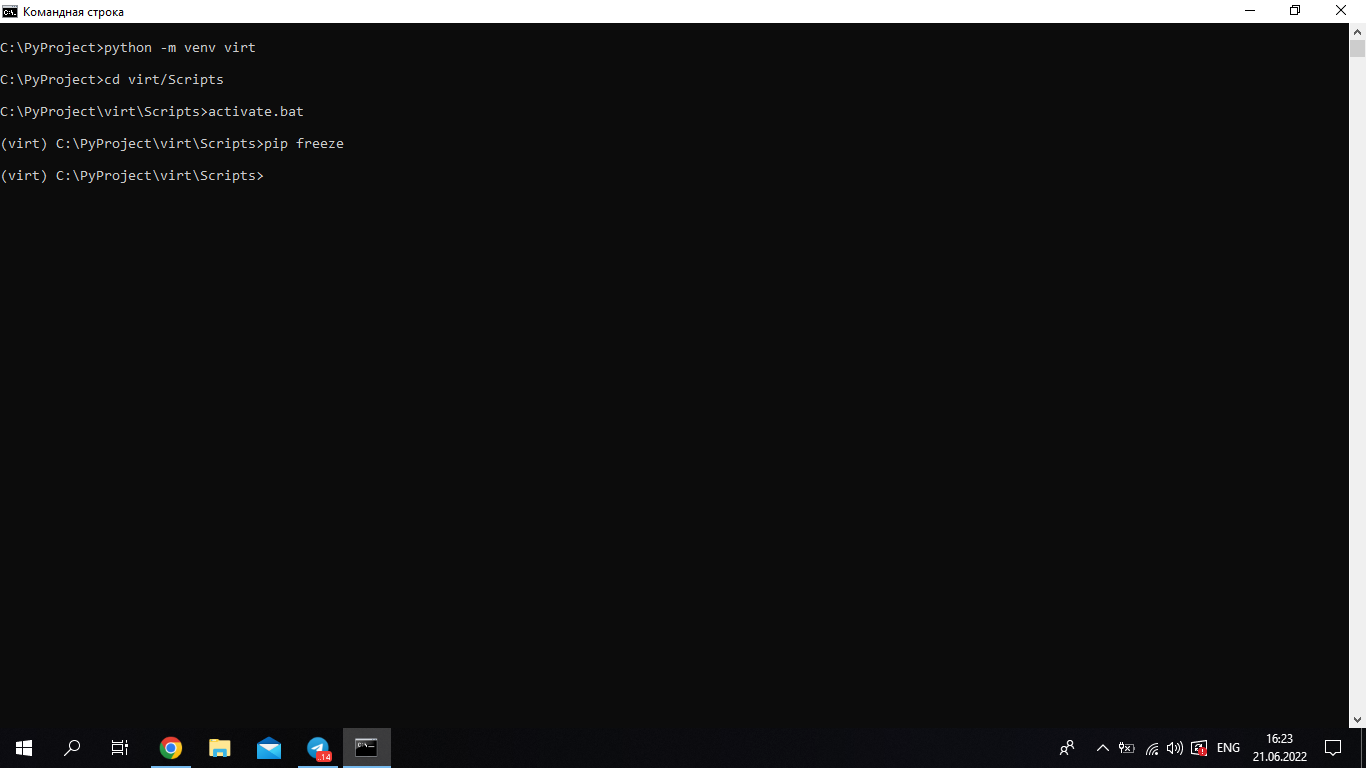 Командная строка
C:\PyProject>python -m venv virt
C:\PyProject>cd virt/Scripts
C:\PyProject\virt\Scripts>activate.bat
(virt) C:\PyProject\virt\Scripts>pip freeze
(virt) C:\PyProject\virt\Scripts>
14
ENG
16:23
21.06.2022